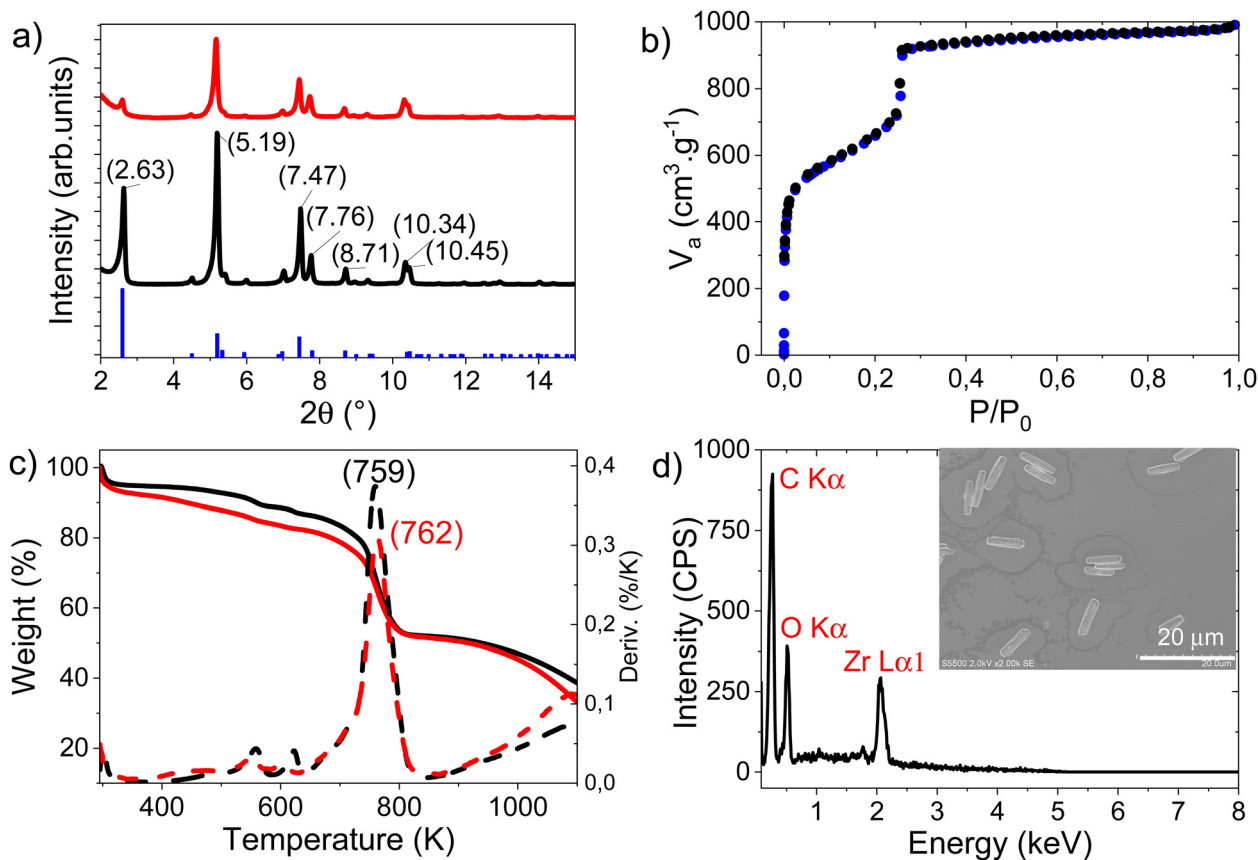 a)
Intensity (arb.units)
(2.63)
(5.19)
(7.47)
(7.76)
(8.71)
(10.34)
(10.45)
2 4 6 8 10 12 14
2θ (°)
b)
Vₐ (cm³.g⁻¹)
1000
800
600
400
200
0
0,0 0,2 0,4 0,6 0,8 1,0
P/P₀
c)
Weight (%)
100
80
60
40
20
(759)
(762)
0,4
0,3
0,2
0,1
0,0
Deriv. (%/K)
400 600 800 1000
Temperature (K)
d)
Intensity (CPS)
1000
750
500
250
0
C Kα
O Kα
Zr Lα1
20 μm
S5500 2.0kV x2.00k SE
20.0um
1 2 3 4 5 6 7 8
Energy (keV)